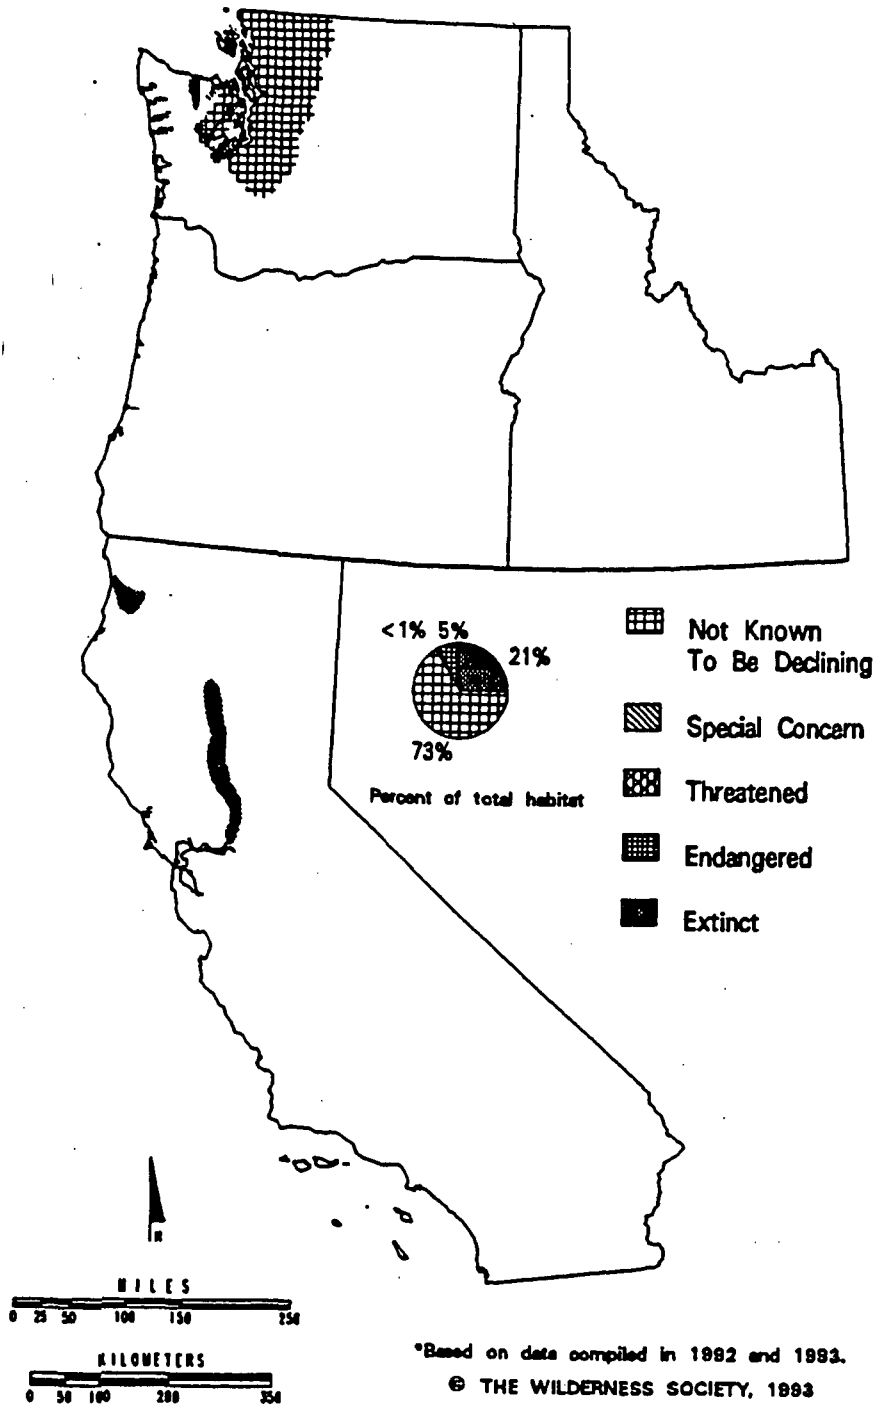 <1% 5%
21%
73%
Percent of total habitat
Not Known
To Be Declining
Special Concern
Threatened
Endangered
Extinct
N
MILES
0 25 50 100 150 250
KILOMETERS
0 50 100 200 350
*Based on data compiled in 1992 and 1993.
© THE WILDERNESS SOCIETY, 1993